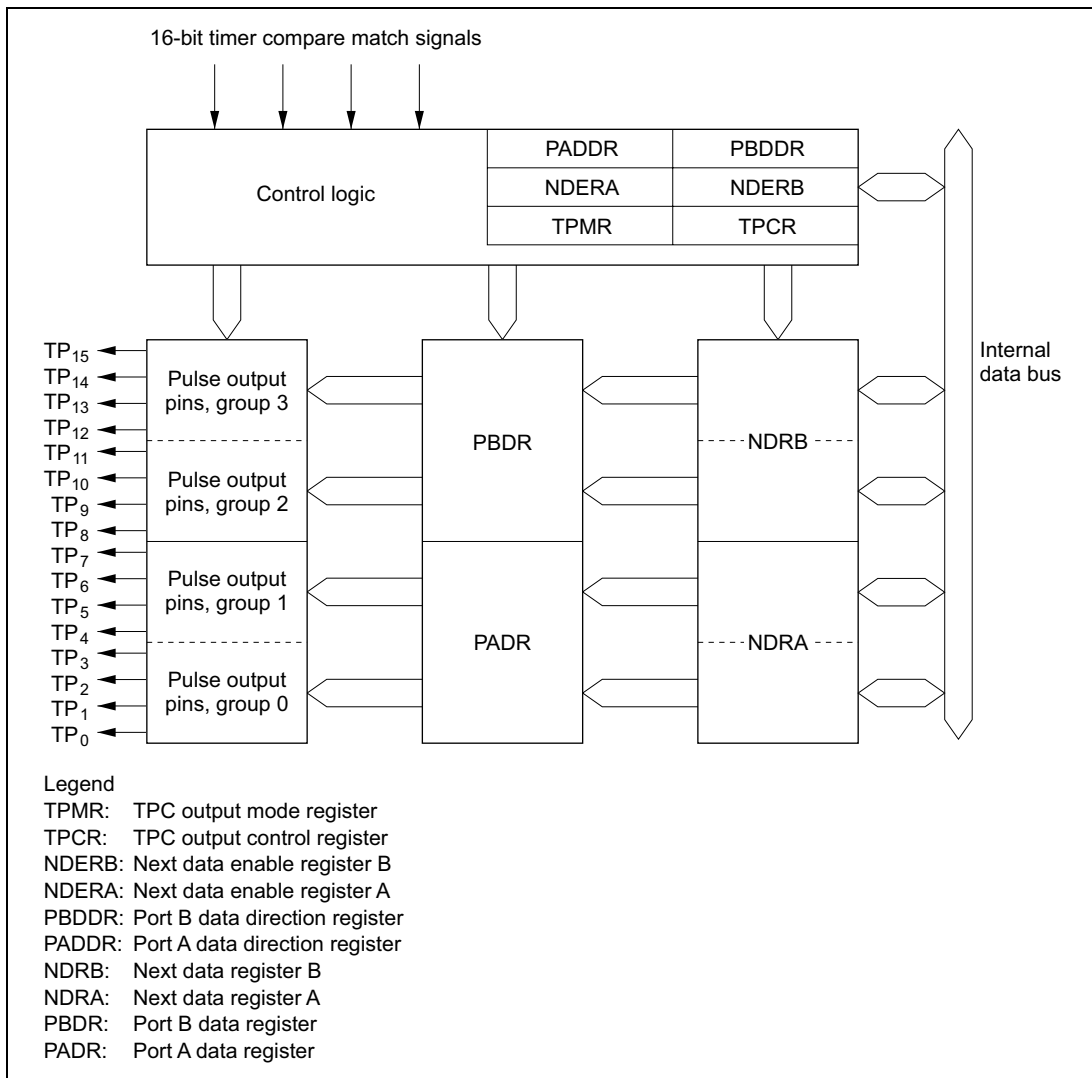 16-bit timer compare match signals
Control logic
PADDR PBDDR
NDERA NDERB
TPMR TPCR
Internal
data bus
TP15
TP14
TP13
TP12
TP11
TP10
TP9
TP8
TP7
TP6
TP5
TP4
TP3
TP2
TP1
TP0
Pulse output
pins, group 3
Pulse output
pins, group 2
Pulse output
pins, group 1
Pulse output
pins, group 0
PBDR
PADR
NDRB
NDRA
Legend
TPMR: TPC output mode register
TPCR: TPC output control register
NDERB: Next data enable register B
NDERA: Next data enable register A
PBDDR: Port B data direction register
PADDR: Port A data direction register
NDRB: Next data register B
NDRA: Next data register A
PBDR: Port B data register
PADR: Port A data register